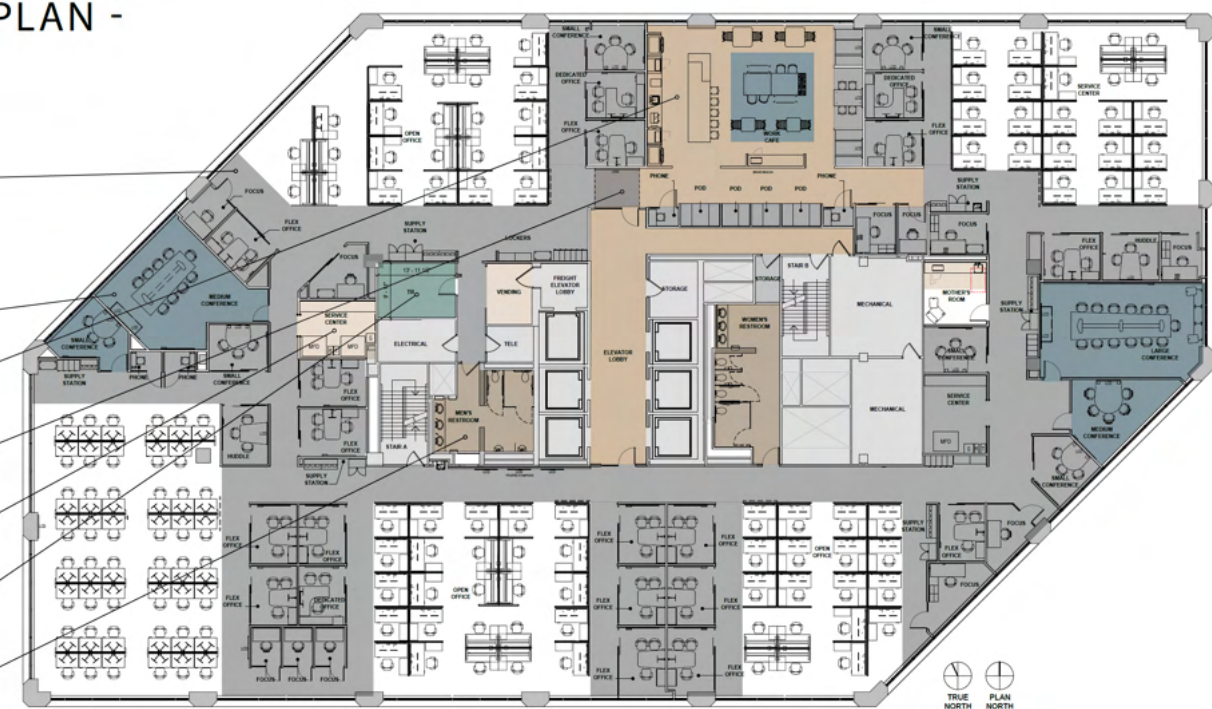 PLAN -
SMALL
CONFERENCE
DEDICATED
OFFICE
FLEX
OFFICE
OPEN
OFFICE
WORK
CAFE
SMALL
CONFERENCE
DEDICATED
OFFICE
FLEX
OFFICE
SERVICE
CENTER
PHONE
POD
POD
POD
POD
PHONE
SUPPLY
STATION
FOCUS
FLEX
OFFICE
SUPPLY
STATION
LOCKERS
FOCUS
FOCUS
FOCUS
FLEX
OFFICE
HUDDLE
FOCUS
FOCUS
MEDIUM
CONFERENCE
SMALL
CONFERENCE
SERVICE
CENTER
MFD
MFD
TR
VENDING
FREIGHT
ELEVATOR
LOBBY
STORAGE
STORAGE
STAIR B
MECHANICAL
MOTHER'S
ROOM
SUPPLY
STATION
LARGE
CONFERENCE
ELECTRICAL
TELE
ELEVATOR
LOBBY
WOMEN'S
RESTROOM
SMALL
CONFERENCE
SUPPLY
STATION
PHONE
PHONE
SMALL
CONFERENCE
FLEX
OFFICE
MEN'S
RESTROOM
MECHANICAL
SERVICE
CENTER
MFD
MEDIUM
CONFERENCE
HUDDLE
FLEX
OFFICE
STAIR A
SUPPLY
STATION
SMALL
CONFERENCE
FLEX
OFFICE
FLEX
OFFICE
FLEX
OFFICE
FLEX
OFFICE
OPEN
OFFICE
SUPPLY
STATION
FLEX
OFFICE
FOCUS
FLEX
OFFICE
DEDICATED
OFFICE
OPEN
OFFICE
FLEX
OFFICE
FLEX
OFFICE
FOCUS
FOCUS
FOCUS
FOCUS
FLEX
OFFICE
FLEX
OFFICE
TRUE
NORTH
PLAN
NORTH